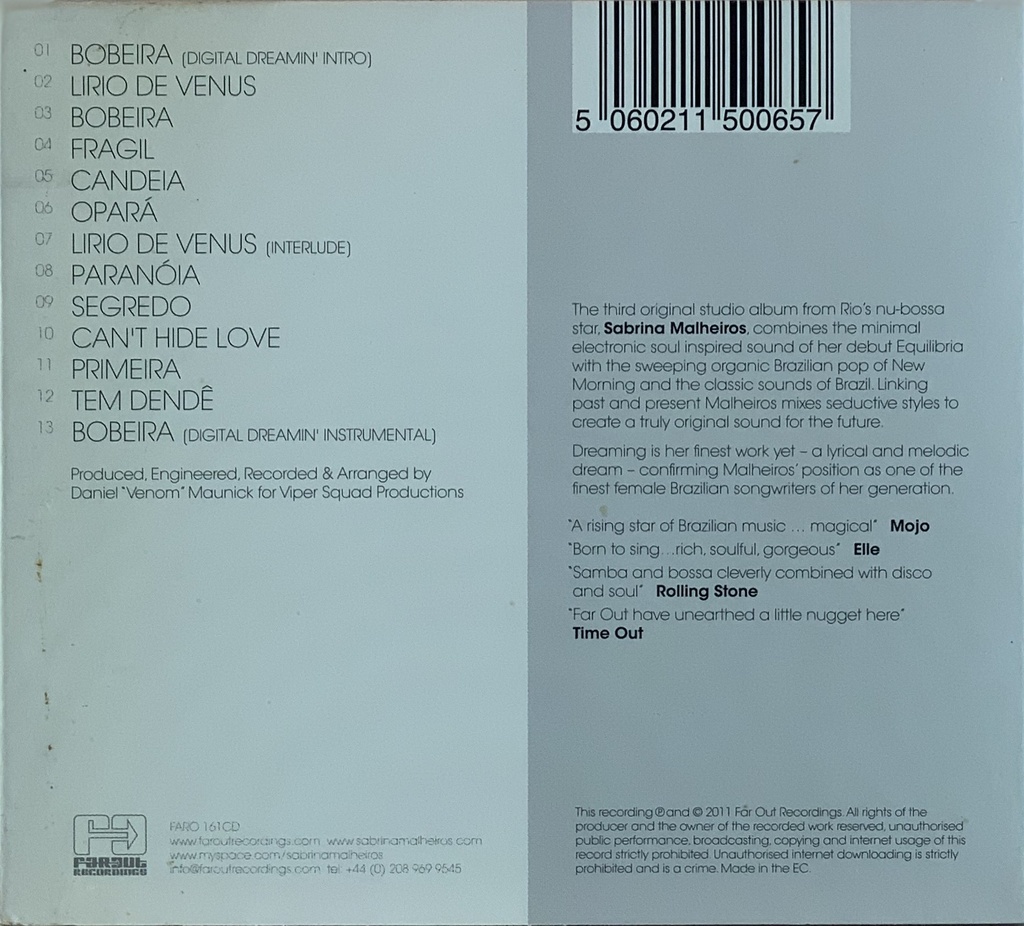 01 BOBEIRA (DIGITAL DREAMIN' INTRO)
02 LIRIO DE VENUS
03 BOBEIRA
04 FRAGIL
05 CANDEIA
06 OPARÁ
07 LIRIO DE VENUS (INTERLUDE)
08 PARANÓIA
09 SEGREDO
10 CAN'T HIDE LOVE
11 PRIMEIRA
12 TEM DENDÊ
13 BOBEIRA (DIGITAL DREAMIN' INSTRUMENTAL)
Produced, Engineered, Recorded & Arranged by
Daniel "Venom" Maunick for Viper Squad Productions
FARO 161CD
www.faroutrecordings.com www.sabrinamalheiros.com
www.myspace.com/sabrinamalheiros
info@faroutrecordings.com tel. +44 (0) 208 969 9545
FAROUT
RECORDINGS
5 060211 500657
The third original studio album from Rio's nu-bossa
star, Sabrina Malheiros, combines the minimal
electronic soul inspired sound of her debut Equilibria
with the sweeping organic Brazilian pop of New
Morning and the classic sounds of Brazil. Linking
past and present Malheiros mixes seductive styles to
create a truly original sound for the future.
Dreaming is her finest work yet – a lyrical and melodic
dream – confirming Malheiros' position as one of the
finest female Brazilian songwriters of her generation.
"A rising star of Brazilian music ... magical" Mojo
"Born to sing...rich, soulful, gorgeous" Elle
"Samba and bossa cleverly combined with disco
and soul" Rolling Stone
"Far Out have unearthed a little nugget here"
Time Out
This recording ℗ and © 2011 Far Out Recordings. All rights of the
producer and the owner of the recorded work reserved, unauthorised
public performance, broadcasting, copying and internet usage of this
record strictly prohibited. Unauthorised internet downloading is strictly
prohibited and is a crime. Made in the EC.